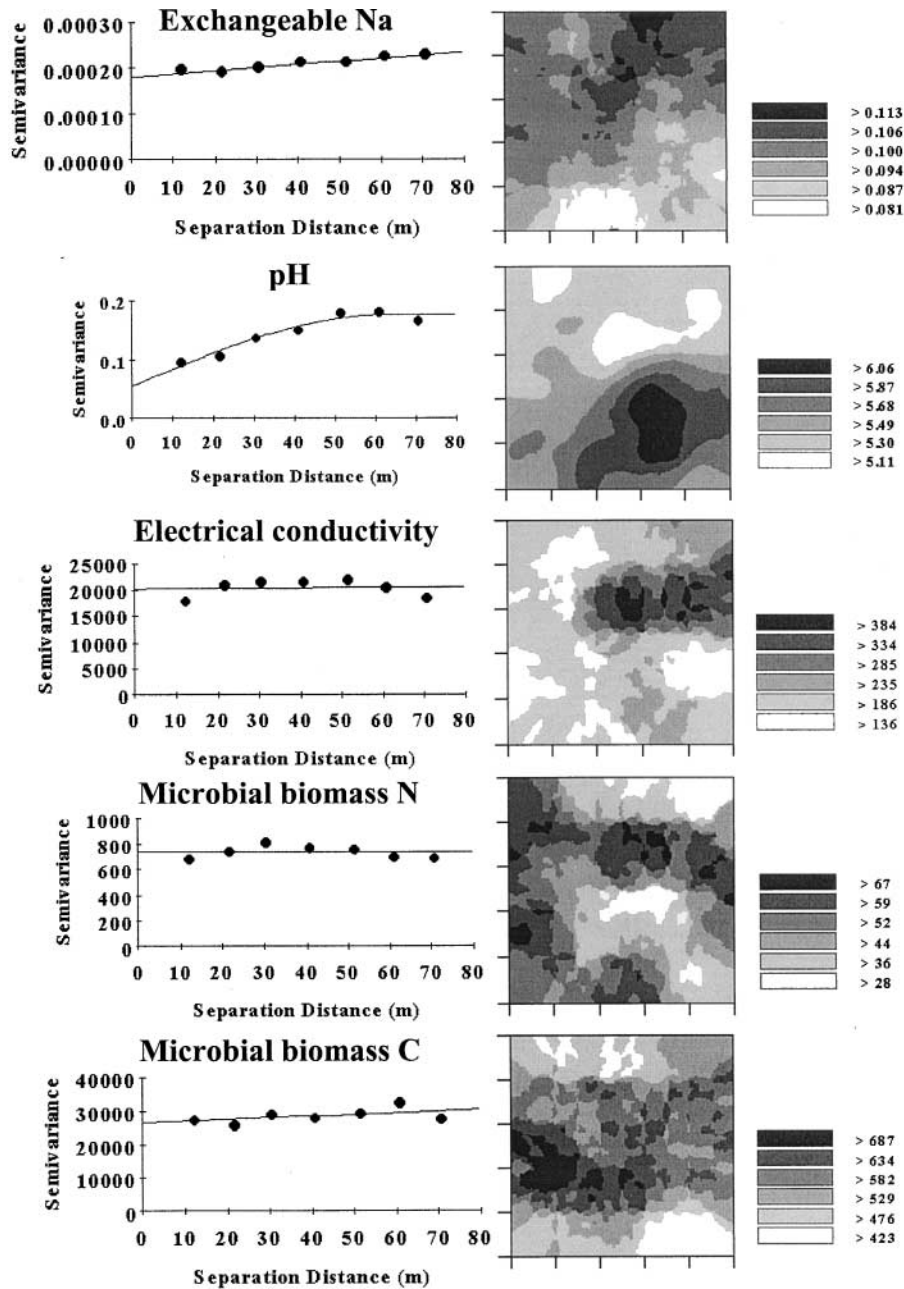 Exchangeable Na
Semivariance
0.00030
0.00020
0.00010
0.00000
0 10 20 30 40 50 60 70 80
Separation Distance (m)
> 0.113
> 0.106
> 0.100
> 0.094
> 0.087
> 0.081
pH
Semivariance
0.2
0.1
0.0
0 10 20 30 40 50 60 70 80
Separation Distance (m)
> 6.06
> 5.87
> 5.68
> 5.49
> 5.30
> 5.11
Electrical conductivity
Semivariance
25000
20000
15000
10000
5000
0
0 10 20 30 40 50 60 70 80
Separation Distance (m)
> 384
> 334
> 285
> 235
> 186
> 136
Microbial biomass N
Semivariance
1000
800
600
400
200
0
0 10 20 30 40 50 60 70 80
Separation Distance (m)
> 67
> 59
> 52
> 44
> 36
> 28
Microbial biomass C
Semivariance
40000
30000
20000
10000
0
0 10 20 30 40 50 60 70 80
Separation Distance (m)
> 687
> 634
> 582
> 529
> 476
> 423